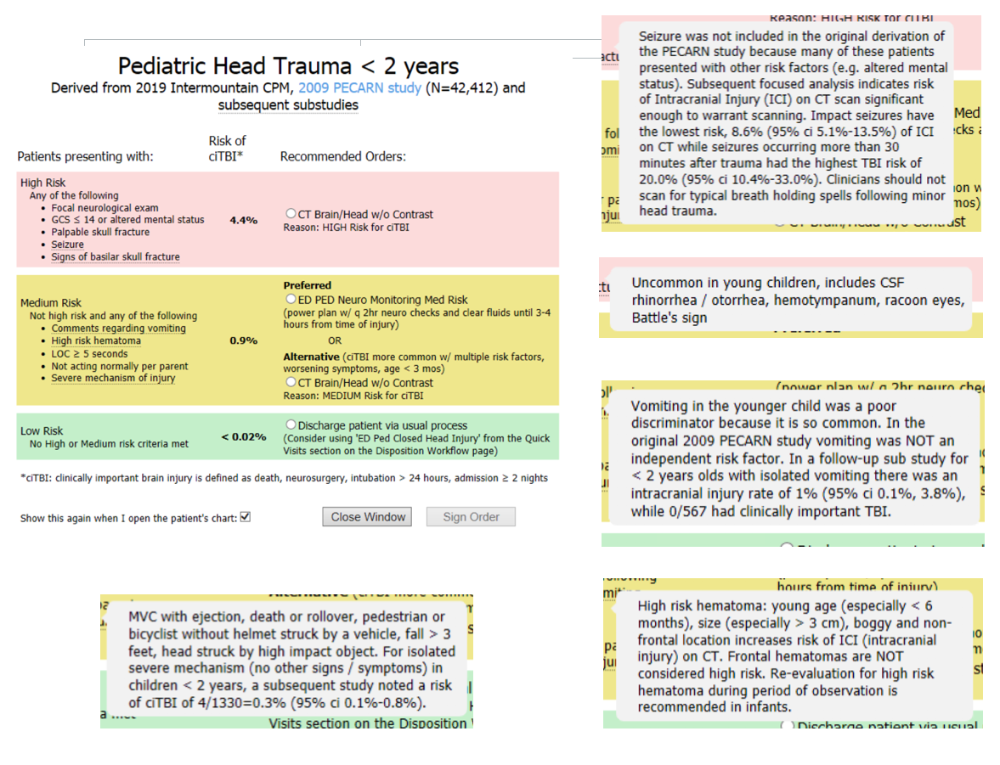 Pediatric Head Trauma < 2 years
Derived from 2019 Intermountain CPM, 2009 PECARN study (N=42,412) and
subsequent substudies
Patients presenting with:
Risk of
ciTBI*
Recommended Orders:
High Risk
Any of the following
• Focal neurological exam
• GCS ≤ 14 or altered mental status
• Palpable skull fracture
• Seizure
• Signs of basilar skull fracture
4.4%
CT Brain/Head w/o Contrast
Reason: HIGH Risk for ciTBI
Medium Risk
Not high risk and any of the following
• Comments regarding vomiting
• High risk hematoma
• LOC ≥ 5 seconds
• Not acting normally per parent
• Severe mechanism of injury
0.9%
Preferred
ED PED Neuro Monitoring Med Risk
(power plan w/ q 2hr neuro checks and clear fluids until 3-4
hours from time of injury)
OR
Alternative (ciTBI more common w/ multiple risk factors,
worsening symptoms, age < 3 mos)
CT Brain/Head w/o Contrast
Reason: MEDIUM Risk for ciTBI
Low Risk
No High or Medium risk criteria met
< 0.02%
Discharge patient via usual process
(Consider using 'ED Ped Closed Head Injury' from the Quick
Visits section on the Disposition Workflow page)
*ciTBI: clinically important brain injury is defined as death, neurosurgery, intubation > 24 hours, admission ≥ 2 nights
Show this again when I open the patient's chart:
Close Window
Sign Order
Reason: HIGH Risk for ciTBI
Seizure was not included in the original derivation of
the PECARN study because many of these patients
presented with other risk factors (e.g. altered mental
status). Subsequent focused analysis indicates risk
of Intracranial Injury (ICI) on CT scan significant
enough to warrant scanning. Impact seizures have
the lowest risk, 8.6% (95% ci 5.1%-13.5%) of ICI
on CT while seizures occurring more than 30
minutes after trauma had the highest TBI risk of
20.0% (95% ci 10.4%-33.0%). Clinicians should not
scan for typical breath holding spells following minor
head trauma.
CT Brain/Head w/o Contrast
Uncommon in young children, includes CSF
rhinorrhea / otorrhea, hemotympanum, racoon eyes,
Battle's sign
(power plan w/ q 2hr neuro chec
Vomiting in the younger child was a poor
discriminator because it is so common. In the
original 2009 PECARN study vomiting was NOT an
independent risk factor. In a follow-up sub study for
< 2 years olds with isolated vomiting there was an
intracranial injury rate of 1% (95% ci 0.1%, 3.8%),
while 0/567 had clinically important TBI.
hours from time of injury)
High risk hematoma: young age (especially < 6
months), size (especially > 3 cm), boggy and non-
frontal location increases risk of ICI (intracranial
injury) on CT. Frontal hematomas are NOT
considered high risk. Re-evaluation for high risk
hematoma during period of observation is
recommended in infants.
Discharge patient via usual
MVC with ejection, death or rollover, pedestrian or
bicyclist without helmet struck by a vehicle, fall > 3
feet, head struck by high impact object. For isolated
severe mechanism (no other signs / symptoms) in
children < 2 years, a subsequent study noted a risk
of ciTBI of 4/1330=0.3% (95% ci 0.1%-0.8%).
Visits section on the Disposition